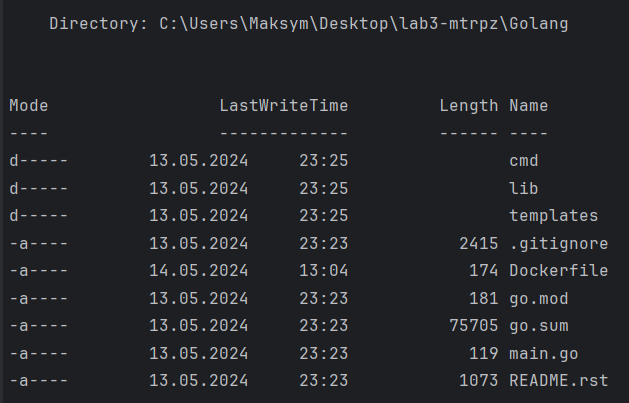 Directory: C:\Users\Maksym\Desktop\lab3-mtrpz\Golang
Mode                 LastWriteTime         Length Name
----                 -------------         ------ ----
d-----        13.05.2024     23:25                cmd
d-----        13.05.2024     23:25                lib
d-----        13.05.2024     23:25                templates
-a----        13.05.2024     23:23           2415 .gitignore
-a----        14.05.2024     13:04            174 Dockerfile
-a----        13.05.2024     23:23            181 go.mod
-a----        13.05.2024     23:23          75705 go.sum
-a----        13.05.2024     23:23            119 main.go
-a----        13.05.2024     23:23           1073 README.rst